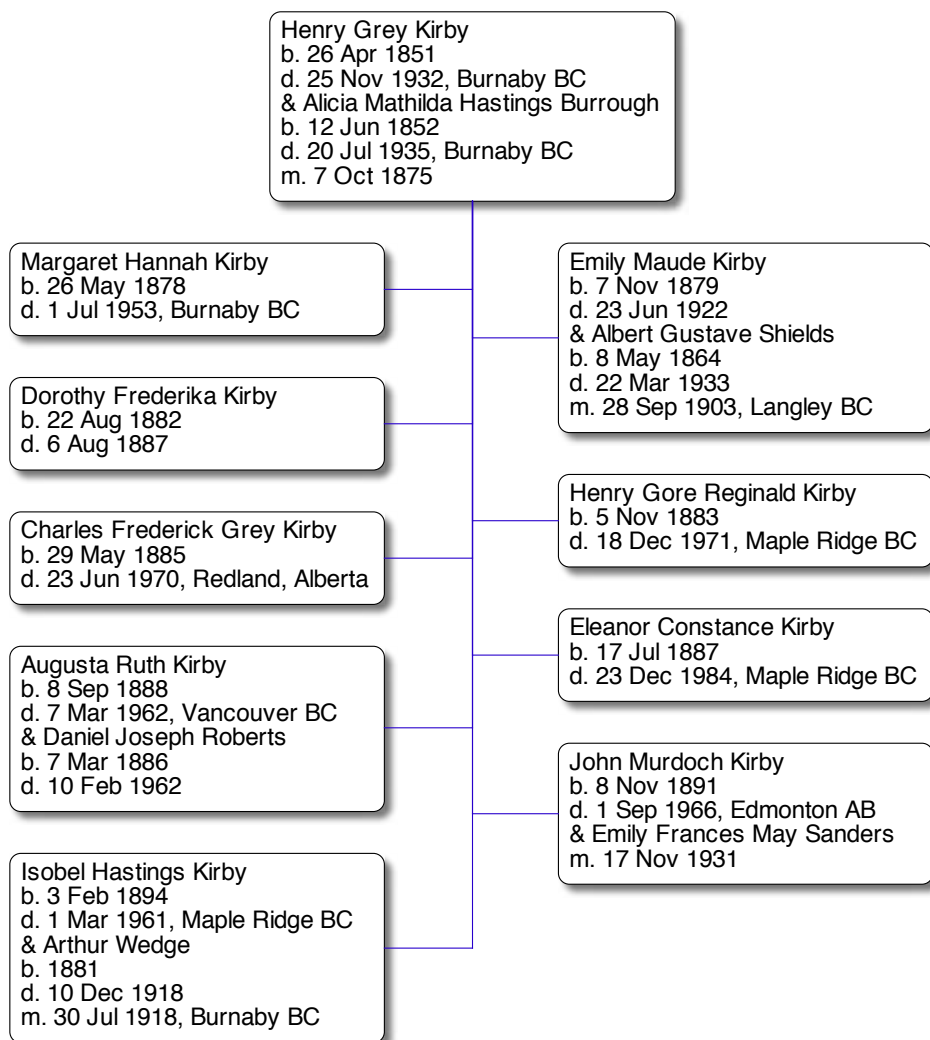 Henry Grey Kirby
b. 26 Apr 1851
d. 25 Nov 1932, Burnaby BC
& Alicia Mathilda Hastings Burrough
b. 12 Jun 1852
d. 20 Jul 1935, Burnaby BC
m. 7 Oct 1875
Margaret Hannah Kirby
b. 26 May 1878
d. 1 Jul 1953, Burnaby BC
Emily Maude Kirby
b. 7 Nov 1879
d. 23 Jun 1922
& Albert Gustave Shields
b. 8 May 1864
d. 22 Mar 1933
m. 28 Sep 1903, Langley BC
Dorothy Frederika Kirby
b. 22 Aug 1882
d. 6 Aug 1887
Henry Gore Reginald Kirby
b. 5 Nov 1883
d. 18 Dec 1971, Maple Ridge BC
Charles Frederick Grey Kirby
b. 29 May 1885
d. 23 Jun 1970, Redland, Alberta
Eleanor Constance Kirby
b. 17 Jul 1887
d. 23 Dec 1984, Maple Ridge BC
Augusta Ruth Kirby
b. 8 Sep 1888
d. 7 Mar 1962, Vancouver BC
& Daniel Joseph Roberts
b. 7 Mar 1886
d. 10 Feb 1962
John Murdoch Kirby
b. 8 Nov 1891
d. 1 Sep 1966, Edmonton AB
& Emily Frances May Sanders
m. 17 Nov 1931
Isobel Hastings Kirby
b. 3 Feb 1894
d. 1 Mar 1961, Maple Ridge BC
& Arthur Wedge
b. 1881
d. 10 Dec 1918
m. 30 Jul 1918, Burnaby BC